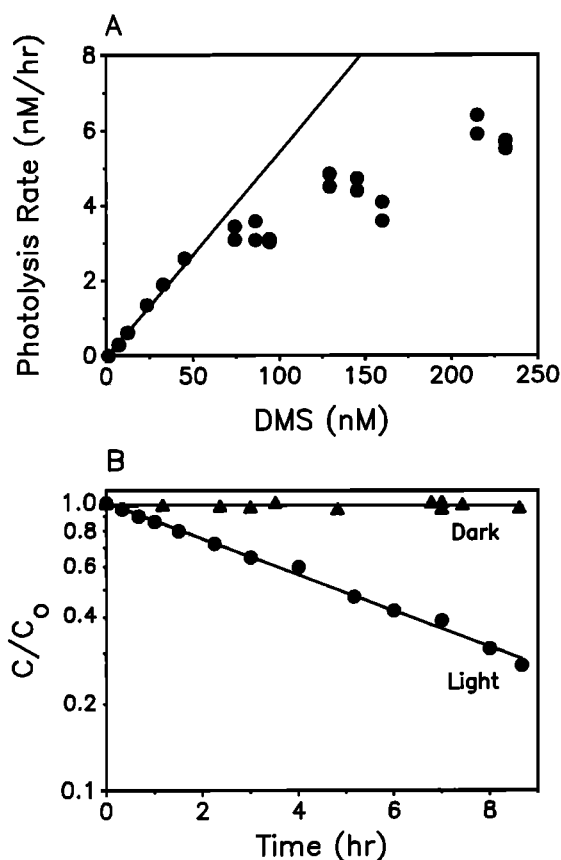 A
Photolysis Rate (nM/hr)
8
6
4
2
0
0 50 100 150 200 250
DMS (nM)
B
C/Co
1.0
0.8
0.6
0.4
0.2
0.1
Dark
Light
0 2 4 6 8
Time (hr)